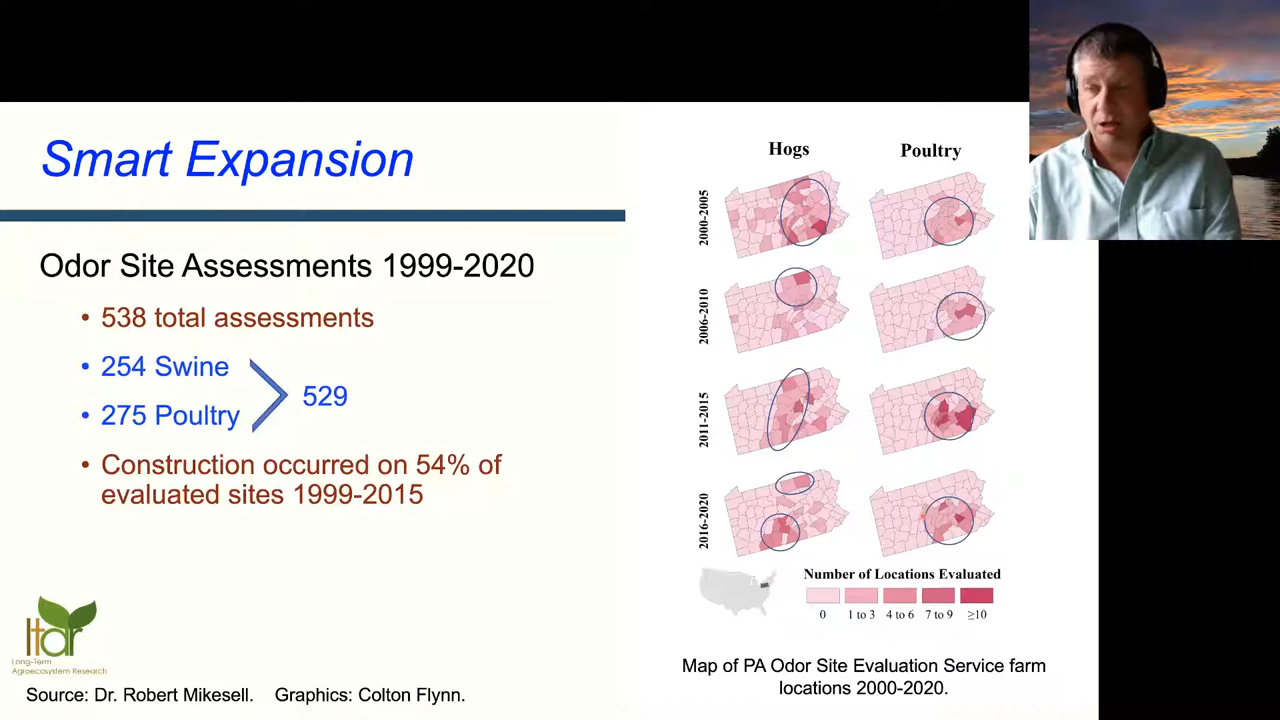 Smart Expansion
Odor Site Assessments 1999-2020
• 538 total assessments
• 254 Swine
• 275 Poultry
529
• Construction occurred on 54% of
evaluated sites 1999-2015
ltar
Long-Term
Agroecosystem Research
Source: Dr. Robert Mikesell. Graphics: Colton Flynn.
Hogs Poultry
2000-2005
2006-2010
2011-2015
2016-2020
Number of Locations Evaluated
0 1 to 3 4 to 6 7 to 9 ≥10
Map of PA Odor Site Evaluation Service farm
locations 2000-2020.